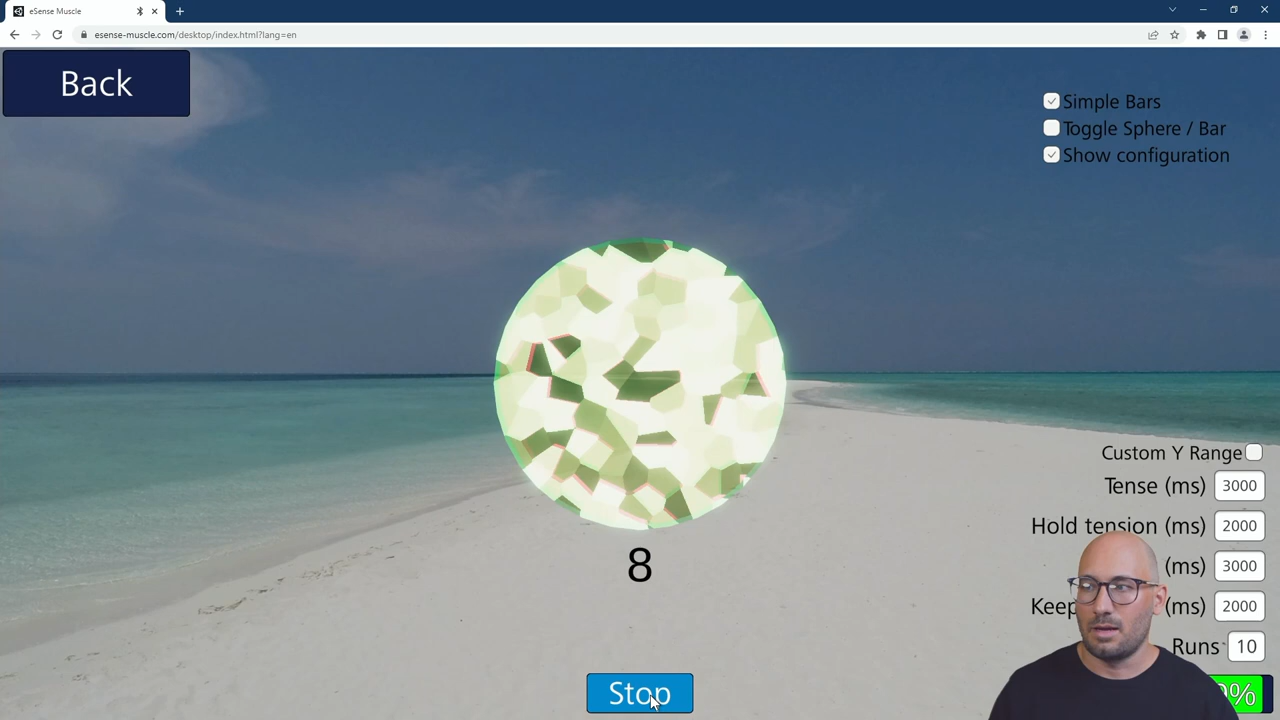 eSense Muscle
esense-muscle.com/desktop/index.html?lang=en
Back
Simple Bars
Toggle Sphere / Bar
Show configuration
Custom Y Range
Tense (ms) 3000
Hold tension (ms) 2000
(ms) 3000
Keep (ms) 2000
Runs 10
8
Stop
%